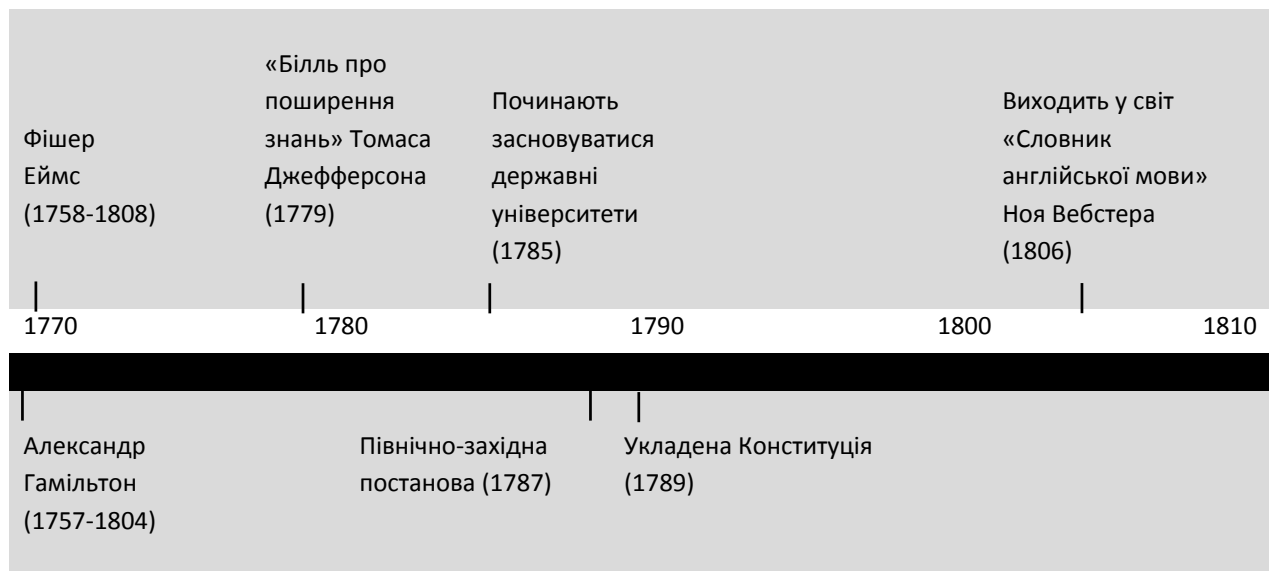 Фішер
Еймс
(1758-1808)
«Білль про
поширення
знань» Томаса
Джефферсона
(1779)
Починають
засновуватися
державні
університети
(1785)
Виходить у світ
«Словник
англійської мови»
Ноя Вебстера
(1806)
1770 1780 1790 1800 1810
Александр
Гамільтон
(1757-1804)
Північно-західна
постанова (1787)
Укладена Конституція
(1789)